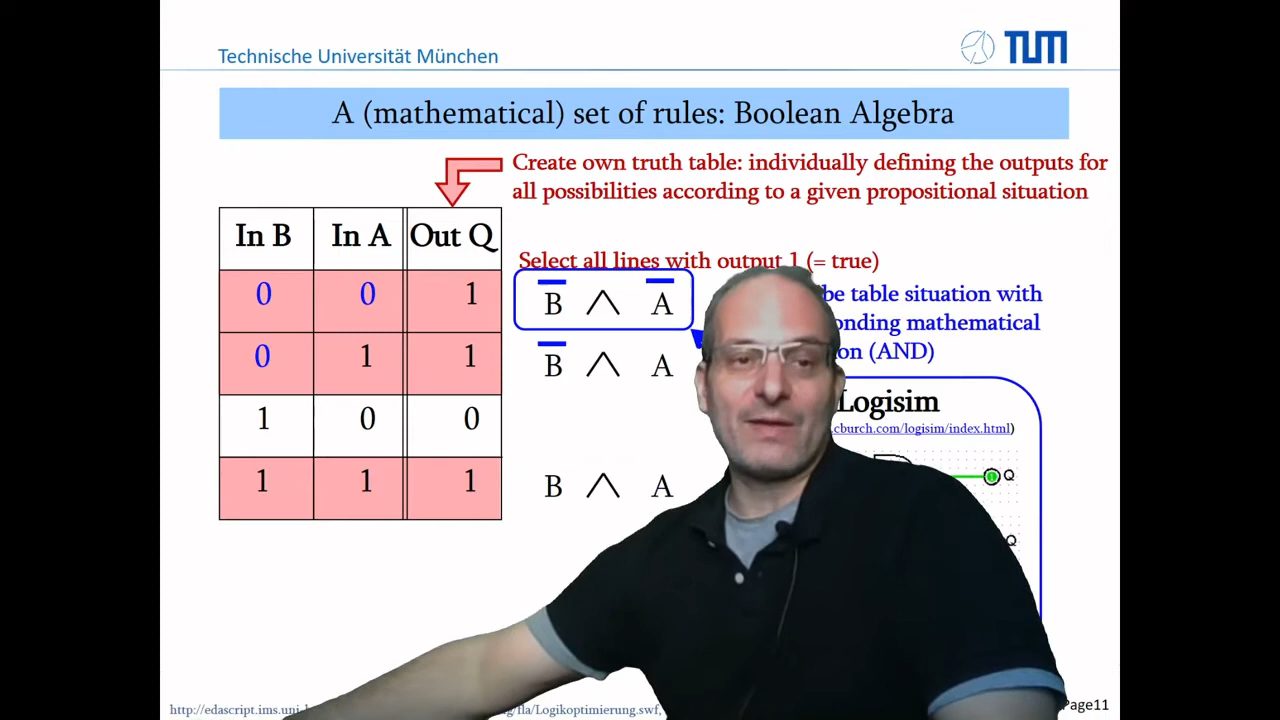 Technische Universität München
TUM
A (mathematical) set of rules: Boolean Algebra
Create own truth table: individually defining the outputs for
all possibilities according to a given propositional situation
In B In A Out Q
Select all lines with output 1 (= true)
0 0 1 B ∧ A
be table situation with
mathematical
0 1 1 B ∧ A
(AND)
1 0 0
Logisim
cburch.com/logisim/index.html)
Q
1 1 1 B ∧ A
Q
http://edascript.ims.uni- /fla/Logikoptimierung.swf,
Page11